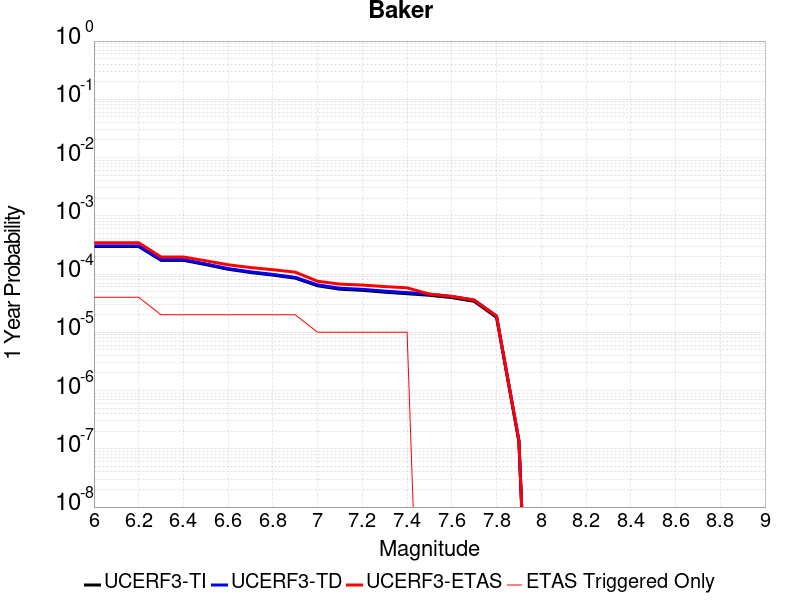 Baker
10^0
10^-1
10^-2
10^-3
10^-4
10^-5
10^-6
10^-7
10^-8
1 Year Probability
6 6.2 6.4 6.6 6.8 7 7.2 7.4 7.6 7.8 8 8.2 8.4 8.6 8.8 9
Magnitude
UCERF3-TI UCERF3-TD UCERF3-ETAS ETAS Triggered Only